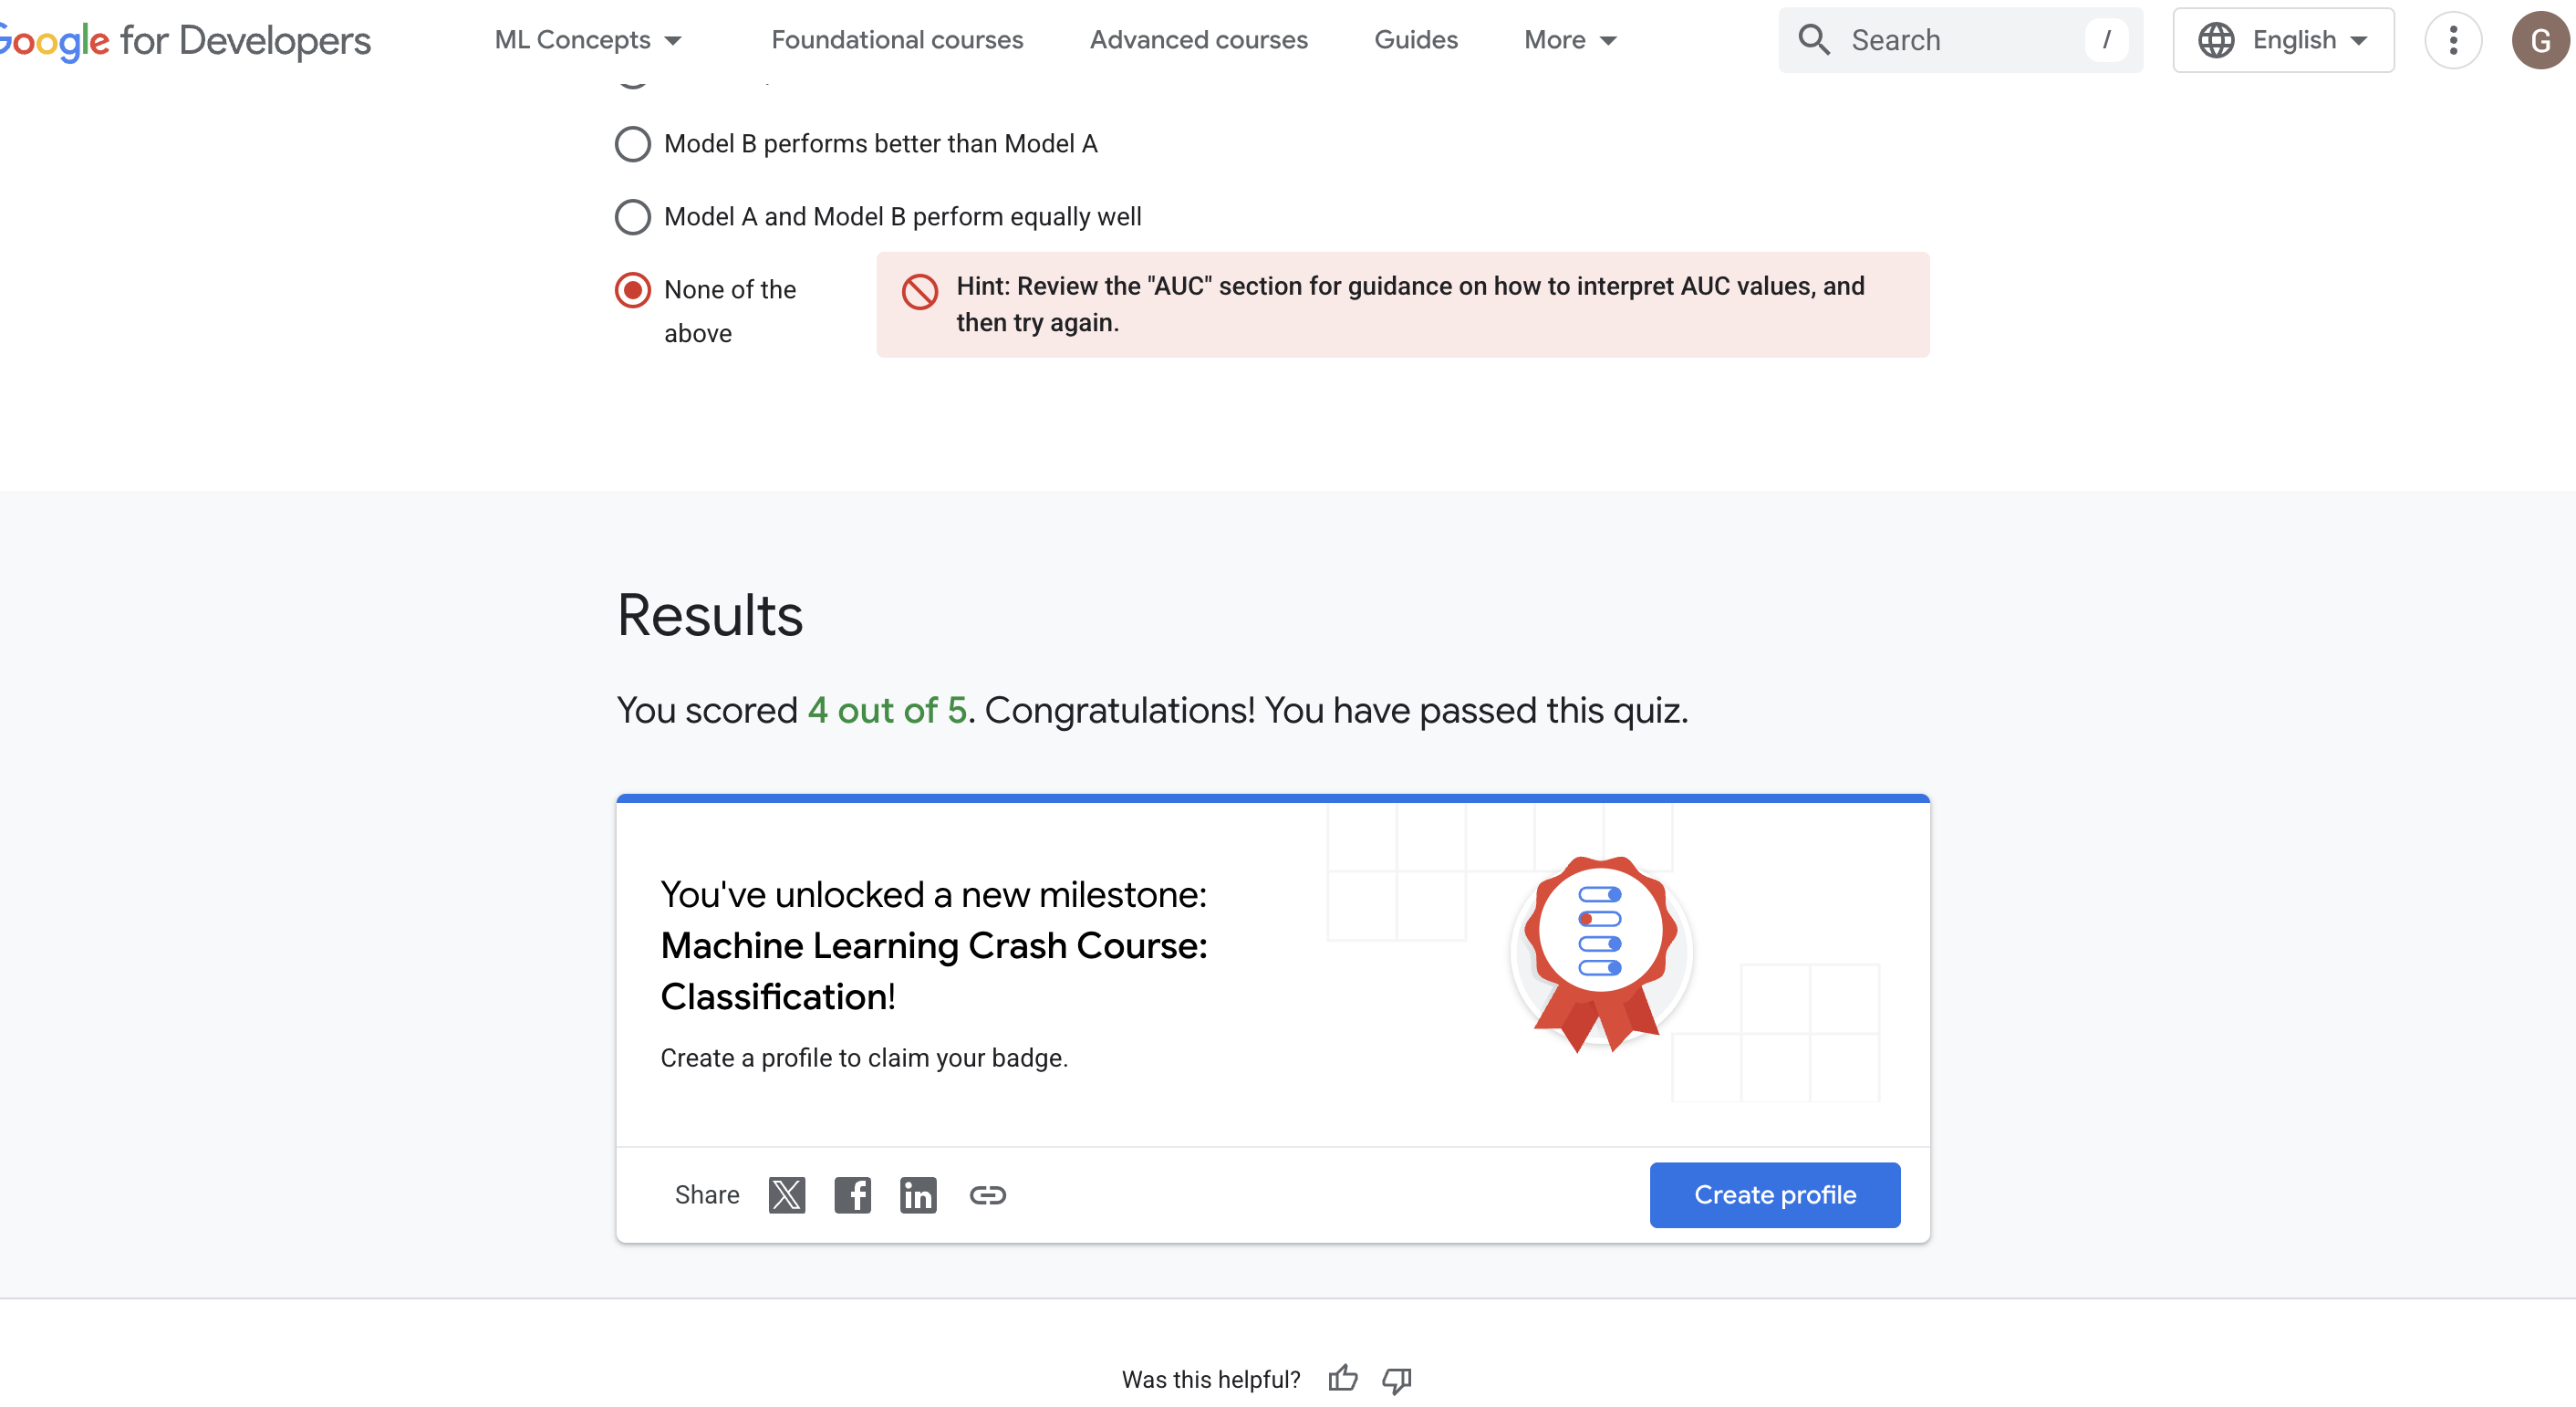 Google for Developers ML Concepts Foundational courses Advanced courses Guides More Search / English G
Model B performs better than Model A
Model A and Model B perform equally well
None of the
above
Hint: Review the "AUC" section for guidance on how to interpret AUC values, and
then try again.
Results
You scored 4 out of 5. Congratulations! You have passed this quiz.
You've unlocked a new milestone:
Machine Learning Crash Course:
Classification!
Create a profile to claim your badge.
Share X f in Create profile
Was this helpful?